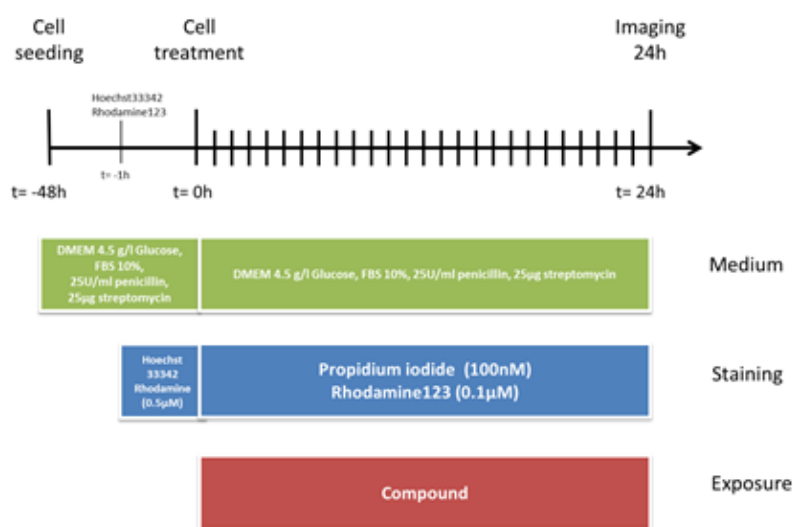 Cell
seeding
Cell
treatment
Imaging
24h
Hoechst33342
Rhodamine123
t= -1h
t= -48h
t= 0h
t= 24h
DMEM 4.5 g/l Glucose,
FBS 10%,
25U/ml penicillin,
25µg streptomycin
DMEM 4.5 g/l Glucose, FBS 10%, 25U/ml penicillin, 25µg streptomycin
Medium
Hoechst
33342
Rhodamine
(0.5µM)
Propidium iodide (100nM)
Rhodamine123 (0.1µM)
Staining
Compound
Exposure